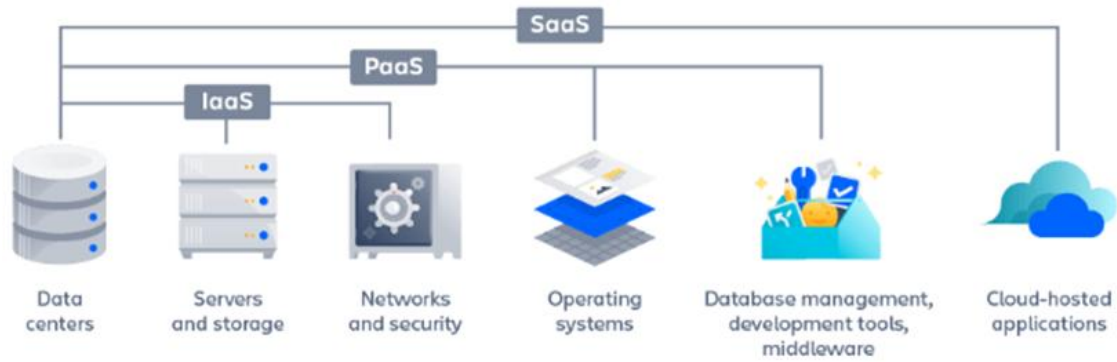 SaaS
PaaS
IaaS
Data
centers
Servers
and storage
Networks
and security
Operating
systems
Database management,
development tools,
middleware
Cloud-hosted
applications